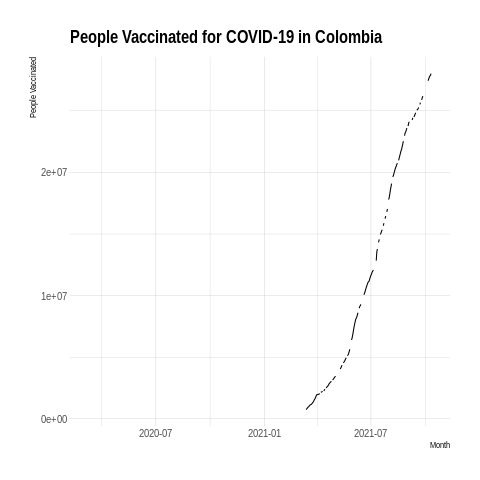 People Vaccinated for COVID-19 in Colombia
People Vaccinated
2e+07
1e+07
0e+00
2020-07
2021-01
2021-07
Month